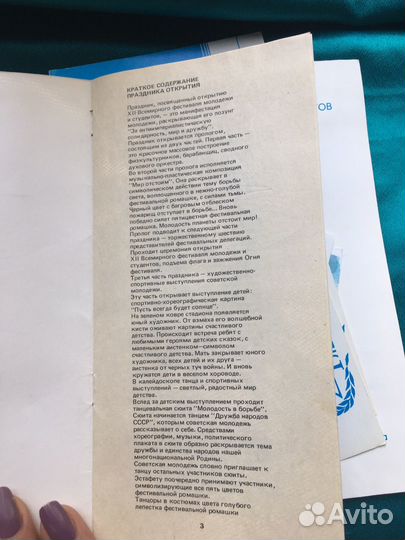 КРАТКОЕ СОДЕРЖАНИЕ
ПРАЗДНИКА ОТКРЫТИЯ
Праздник, посвященный открытию
XII Всемирного фестиваля молодежи
и студентов, — это манифестация
молодежи, раскрывающая его лозунг
"За антиимпериалистическую
солидарность, мир и дружбу".
Праздник открывается прологом,
состоящим из двух частей. Первая часть —
это красочное массовое построение
физкультурников, барабанщиц, сводного
духового оркестра.
Во второй части пролога исполняется
музыкально-пластическая композиция
"Мир отстоим". Она раскрывает в
символическом действии тему борьбы
света, воплощенного в нежно-голубой
фестивальной ромашке, с силами тьмы.
Черный цвет с багровым отблеском
пожарищ отступает в борьбе... Вновь
победно сияет пятицветная фестивальная
ромашка. Молодость планеты отстоит мир!
Пролог подводит к следующей части
праздника — торжественному шествию
представителей фестивальных делегаций.
Проходит церемония открытия
XII Всемирного фестиваля молодежи и
студентов, подъема флага и зажжения Огня
фестиваля.
Третья часть праздника — художественно-
спортивные выступления советской
молодежи.
Эту часть открывает выступление детей:
спортивно-хореографическая картина
"Пусть всегда будет солнце".
На зеленом ковре стадиона появляется
юный художник. От взмаха его волшебной
кисти оживают картины счастливого
детства. Происходит встреча ребят с
любимыми героями детских сказок, с
маленьким аистенком—символом
счастливого детства. Мать закрывает юного
художника, всех детей и их друга —
аистенка от черных туч войны. И вновь
кружатся дети в веселом хороводе.
В калейдоскопе танца и спортивных
выступлений — светлый, радостный мир
детства.
Вслед за детским выступлением проходит
танцевальная сюита "Молодость в борьбе".
Сюита начинается танцем "Дружба народов
СССР", которым советская молодежь
рассказывает о себе. Средствами
хореографии, музыки, политического
плаката в сюите образно раскрывается тема
дружбы и единства народов нашей
многонациональной Родины.
Советская молодежь словно приглашает к
танцу остальных участников сюиты.
Эстафету поочередно принимают участники,
символизирующие все пять цветов
фестивальной ромашки.
Танцоры в костюмах цвета голубого
лепестка фестивальной ромашки
3
ОВ
Avito